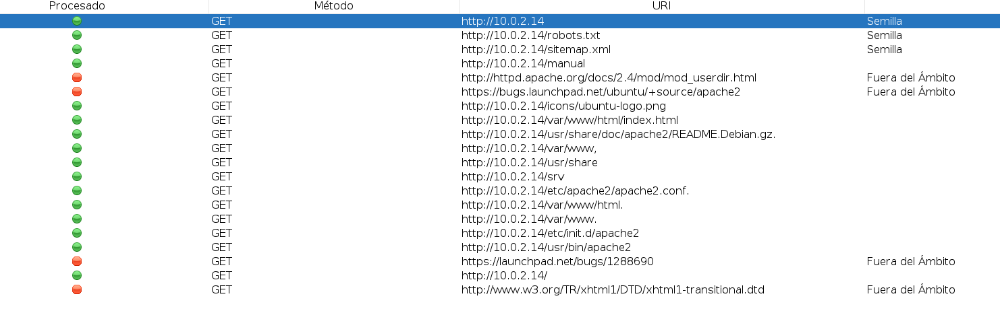 Procesado Método URI
GET http://10.0.2.14 Semilla
GET http://10.0.2.14/robots.txt Semilla
GET http://10.0.2.14/sitemap.xml Semilla
GET http://10.0.2.14/manual
GET http://httpd.apache.org/docs/2.4/mod/mod_userdir.html Fuera del Ámbito
GET https://bugs.launchpad.net/ubuntu/+source/apache2 Fuera del Ámbito
GET http://10.0.2.14/icons/ubuntu-logo.png
GET http://10.0.2.14/var/www/html/index.html
GET http://10.0.2.14/usr/share/doc/apache2/README.Debian.gz.
GET http://10.0.2.14/var/www,
GET http://10.0.2.14/usr/share
GET http://10.0.2.14/srv
GET http://10.0.2.14/etc/apache2/apache2.conf.
GET http://10.0.2.14/var/www/html.
GET http://10.0.2.14/var/www.
GET http://10.0.2.14/etc/init.d/apache2
GET http://10.0.2.14/usr/bin/apache2
GET https://launchpad.net/bugs/1288690 Fuera del Ámbito
GET http://10.0.2.14/
GET http://www.w3.org/TR/xhtml1/DTD/xhtml1-transitional.dtd Fuera del Ámbito